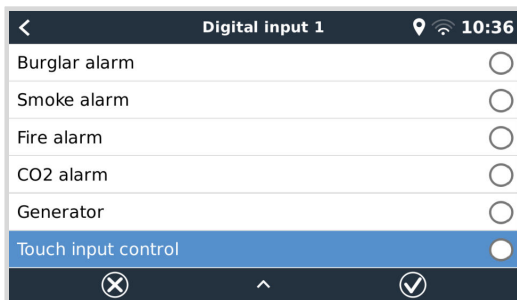 Digital input 1 10:36
Burglar alarm
Smoke alarm
Fire alarm
CO2 alarm
Generator
Touch input control